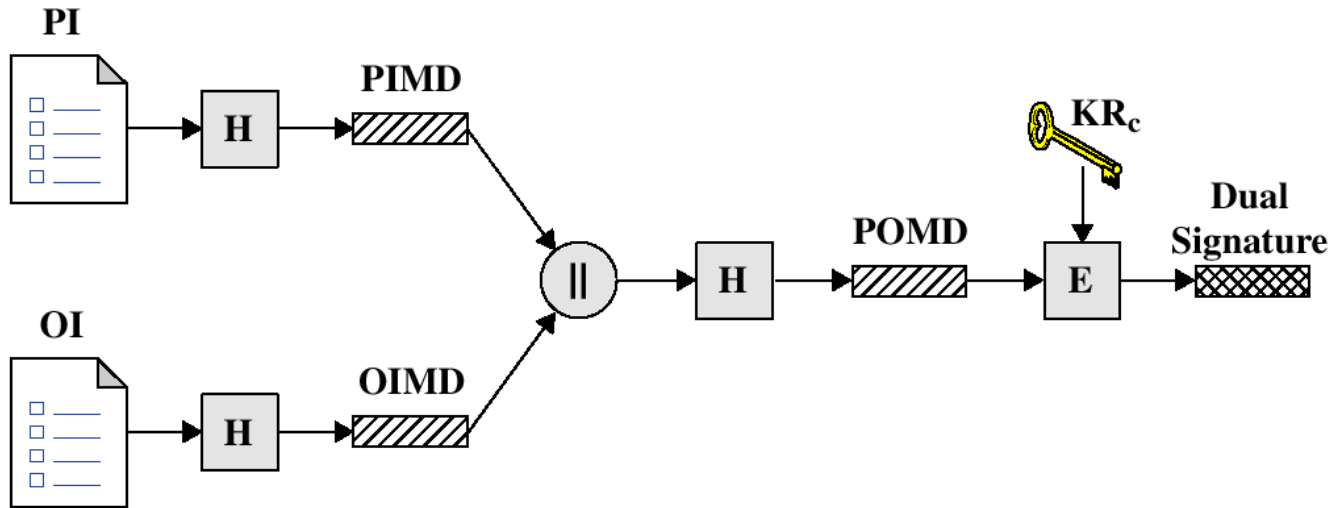 PI
H
PIMD
KRc
Dual
Signature
||
H
POMD
E
OI
H
OIMD